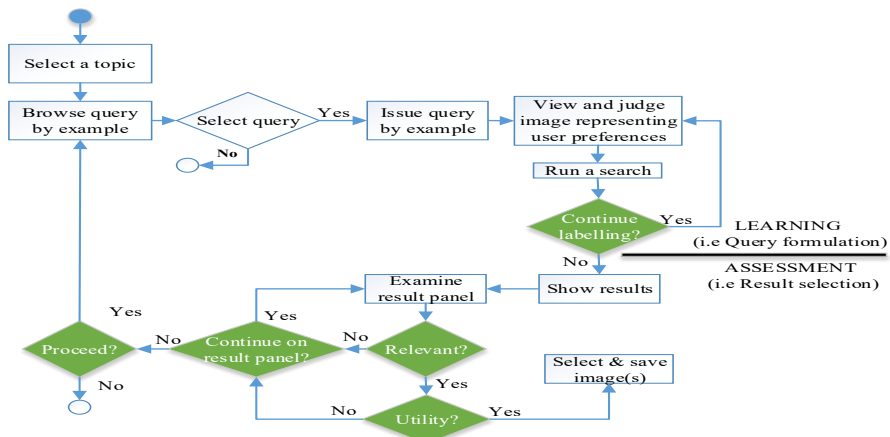 Select a topic
Browse query
by example
Select query
Yes
No
Issue query
by example
View and judge
image representing
user preferences
Run a search
Continue
labelling?
Yes
No
LEARNING
(i.e Query formulation)
ASSESSMENT
(i.e Result selection)
Show results
Examine
result panel
Relevant?
No
Yes
Continue on
result panel?
Yes
No
Proceed?
Yes
No
Utility?
No
Yes
Select & save
image(s)